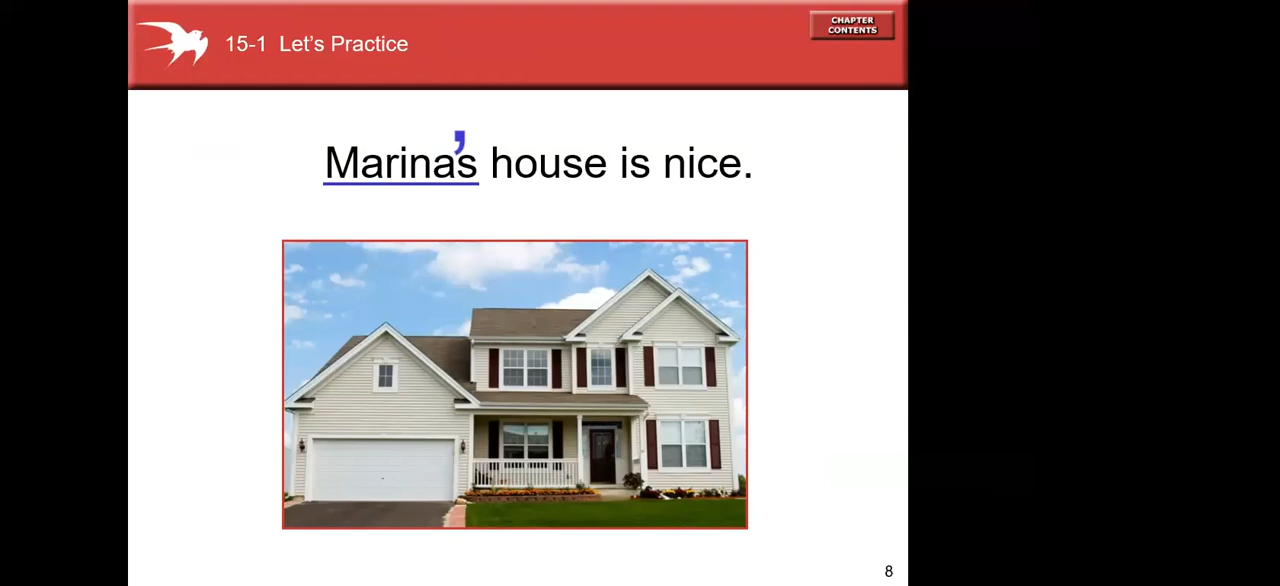 15-1 Let's Practice
CHAPTER
CONTENTS
Marina's house is nice.
8